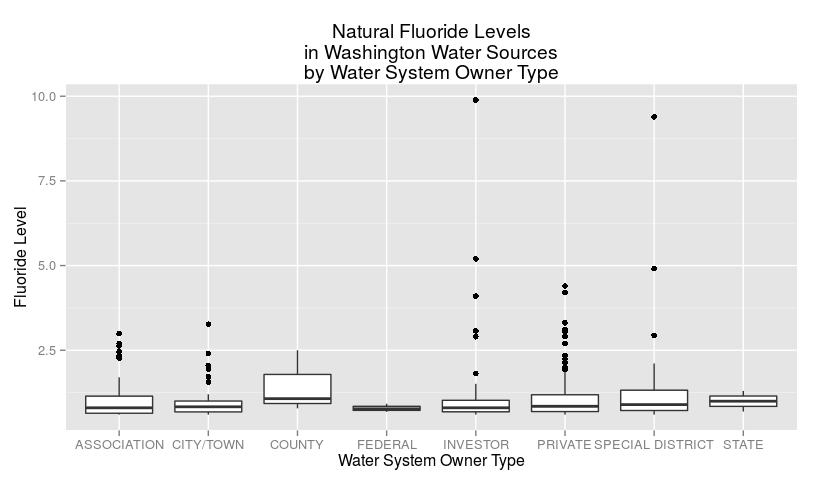 Natural Fluoride Levels
in Washington Water Sources
by Water System Owner Type
10.0
7.5
5.0
2.5
Fluoride Level
ASSOCIATION CITY/TOWN COUNTY FEDERAL INVESTOR PRIVATE SPECIAL DISTRICT STATE
Water System Owner Type